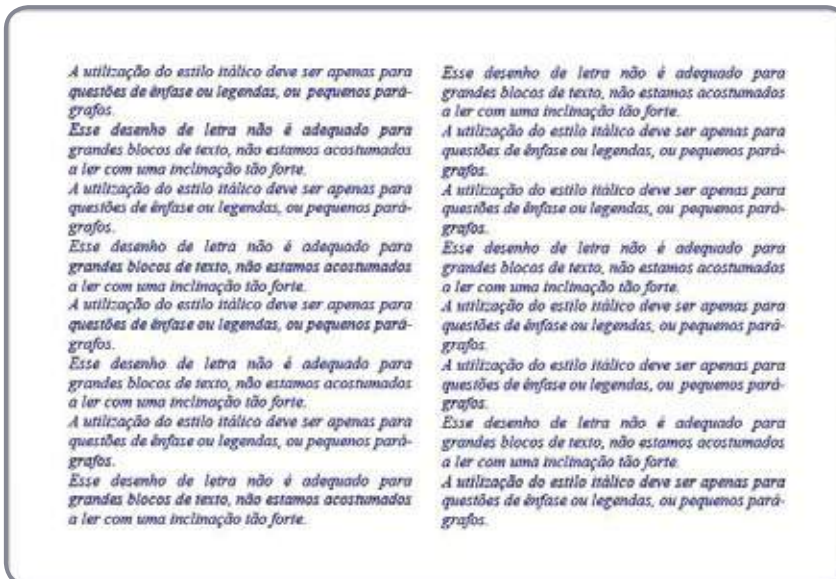 A utilização do estilo itálico deve ser apenas para
questões de ênfase ou legendas, ou pequenos pará-
grafos.
Esse desenho de letra não é adequado para
grandes blocos de texto, não estamos acostumados
a ler com uma inclinação tão forte.
A utilização do estilo itálico deve ser apenas para
questões de ênfase ou legendas, ou pequenos pará-
grafos.
Esse desenho de letra não é adequado para
grandes blocos de texto, não estamos acostumados
a ler com uma inclinação tão forte.
A utilização do estilo itálico deve ser apenas para
questões de ênfase ou legendas, ou pequenos pará-
grafos.
Esse desenho de letra não é adequado para
grandes blocos de texto, não estamos acostumados
a ler com uma inclinação tão forte.
A utilização do estilo itálico deve ser apenas para
questões de ênfase ou legendas, ou pequenos pará-
grafos.
Esse desenho de letra não é adequado para
grandes blocos de texto, não estamos acostumados
a ler com uma inclinação tão forte.
Esse desenho de letra não é adequado para
grandes blocos de texto, não estamos acostumados
a ler com uma inclinação tão forte.
A utilização do estilo itálico deve ser apenas para
questões de ênfase ou legendas, ou pequenos pará-
grafos.
A utilização do estilo itálico deve ser apenas para
questões de ênfase ou legendas, ou pequenos pará-
grafos.
Esse desenho de letra não é adequado para
grandes blocos de texto, não estamos acostumados
a ler com uma inclinação tão forte.
A utilização do estilo itálico deve ser apenas para
questões de ênfase ou legendas, ou pequenos pará-
grafos.
A utilização do estilo itálico deve ser apenas para
questões de ênfase ou legendas, ou pequenos pará-
grafos.
Esse desenho de letra não é adequado para
grandes blocos de texto, não estamos acostumados
a ler com uma inclinação tão forte.
A utilização do estilo itálico deve ser apenas para
questões de ênfase ou legendas, ou pequenos pará-
grafos.